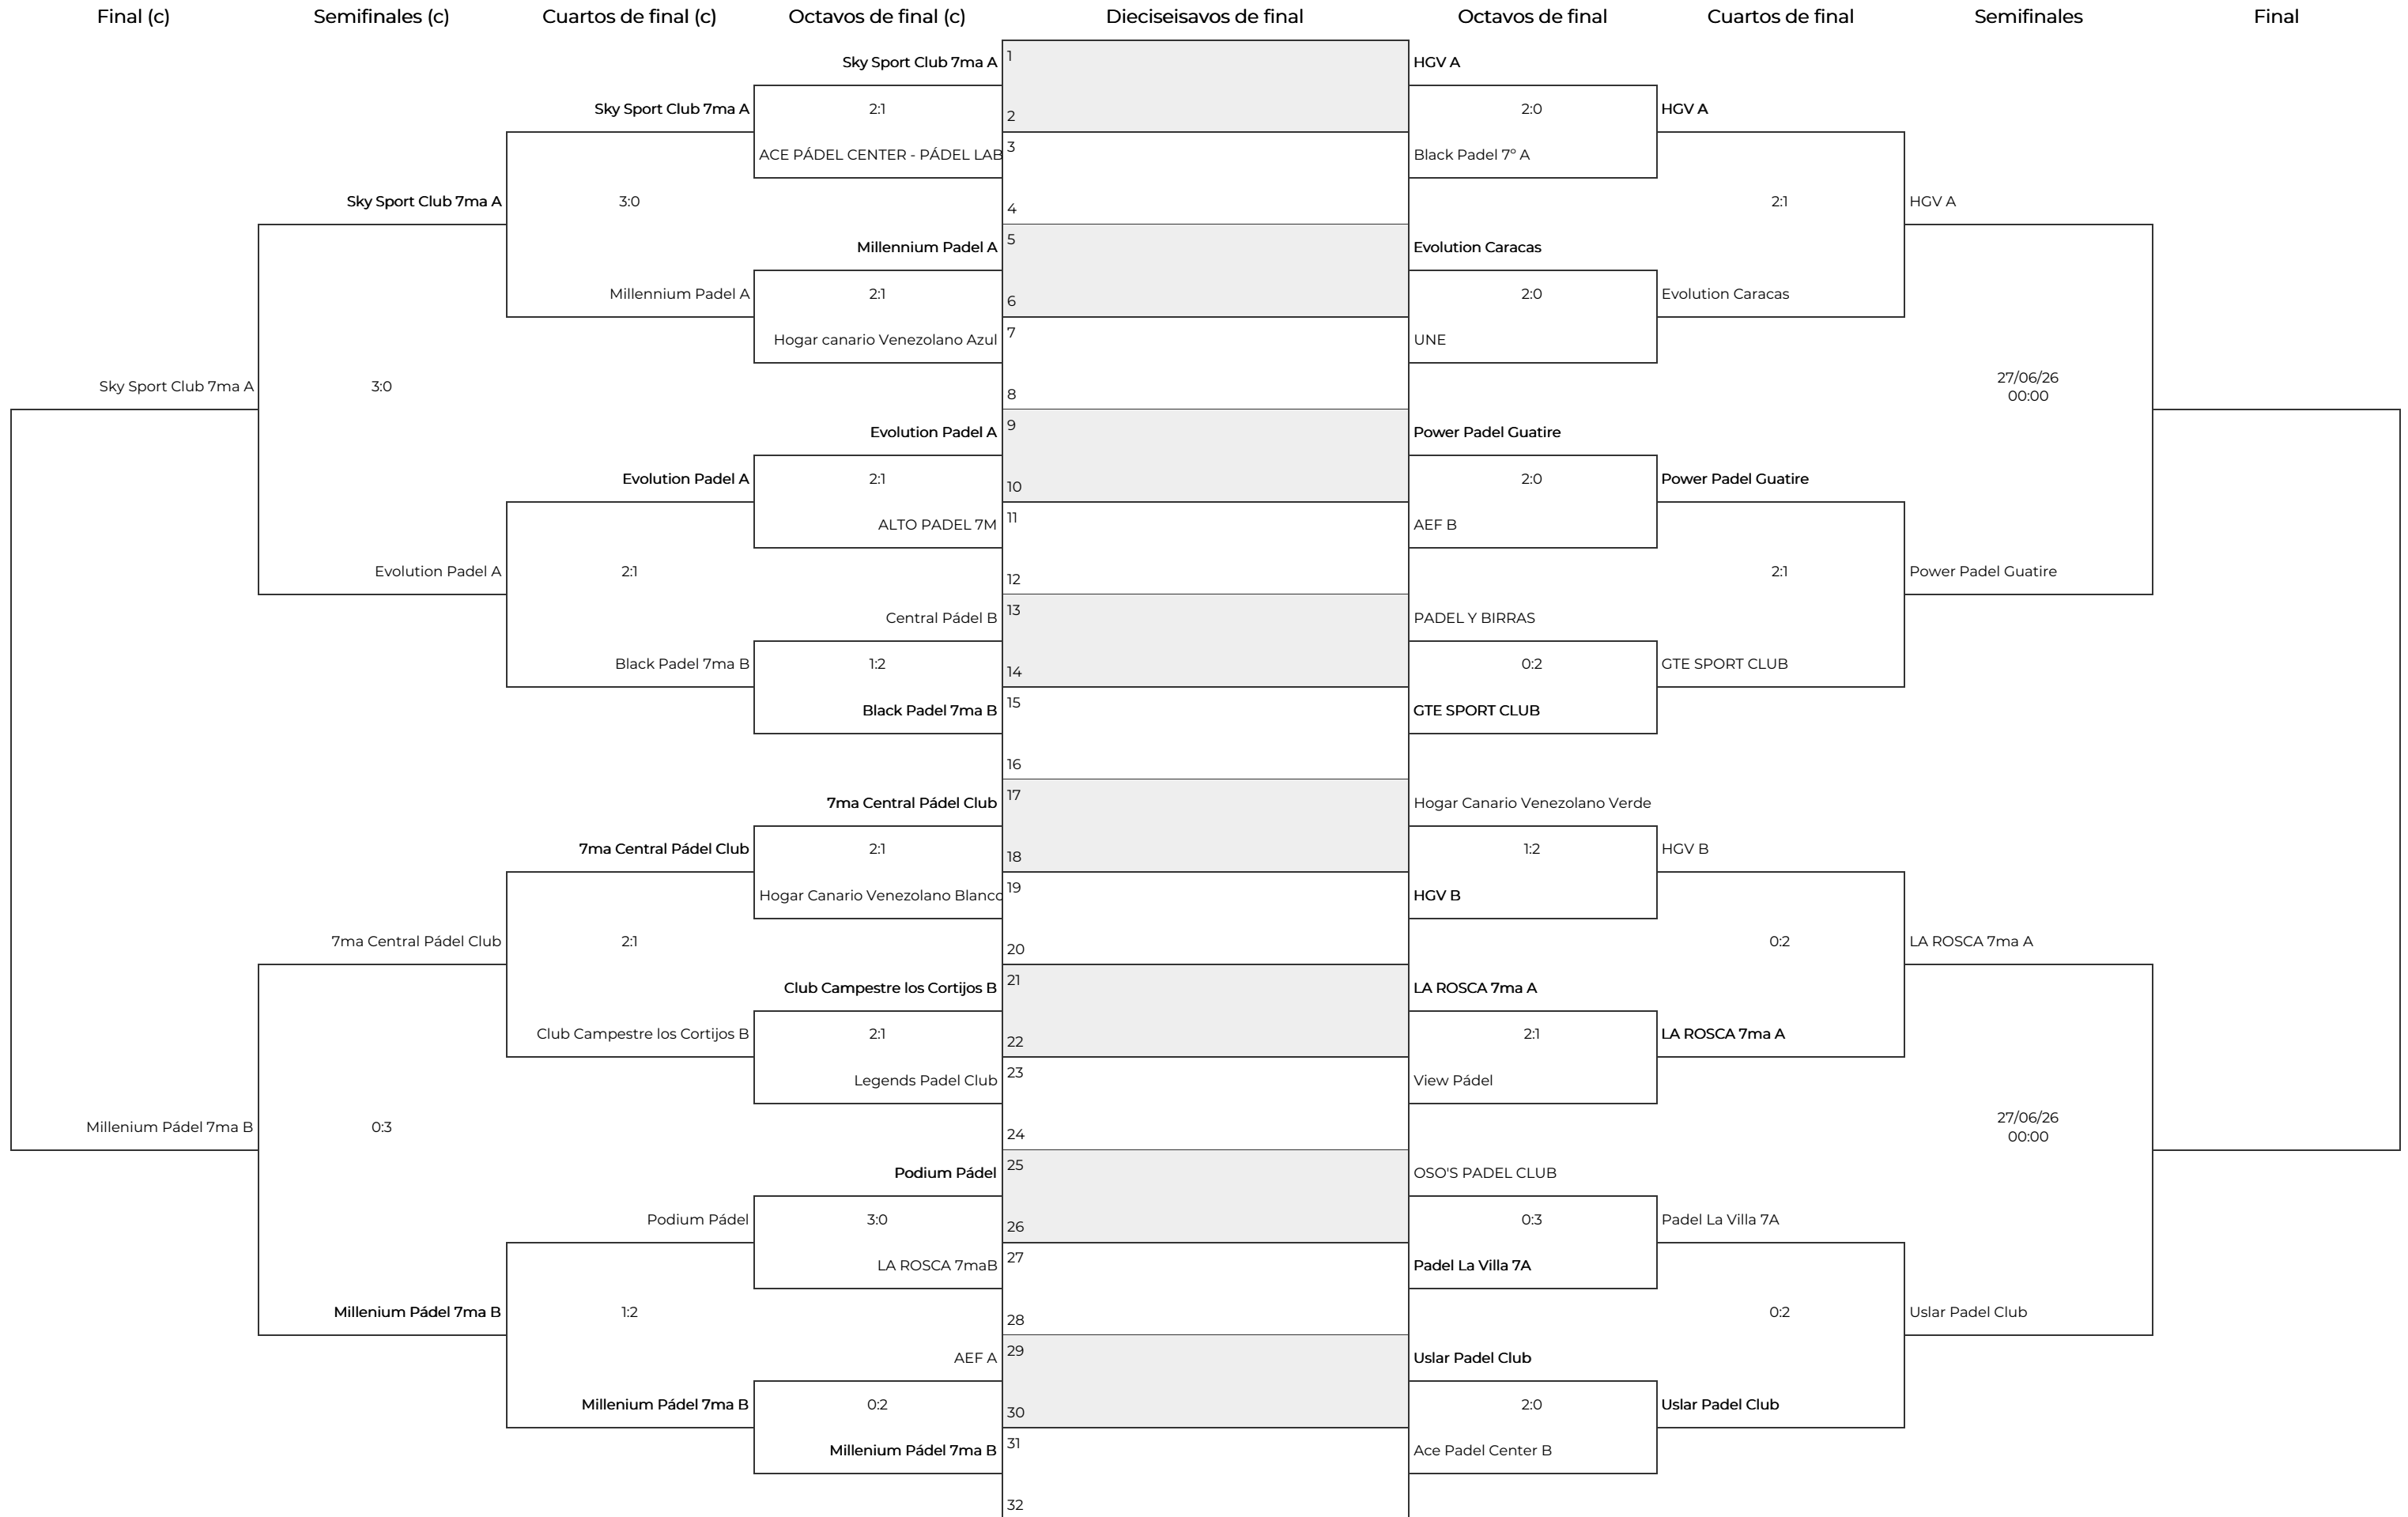 Final (c)
Semifinales (c)
Cuartos de final (c)
Octavos de final (c)
Dieciseisavos de final
Octavos de final
Cuartos de final
Semifinales
Final
Sky Sport Club 7ma A
1
HGV A
Sky Sport Club 7ma A
2:1
2
2:0
HGV A
ACE PÁDEL CENTER - PÁDEL LAB
3
Black Padel 7º A
Sky Sport Club 7ma A
3:0
4
2:1
HGV A
Millennium Padel A
5
Evolution Caracas
Millennium Padel A
2:1
6
2:0
Evolution Caracas
Hogar canario Venezolano Azul
7
UNE
Sky Sport Club 7ma A
3:0
8
27/06/26
00:00
Evolution Padel A
9
Power Padel Guatire
Evolution Padel A
2:1
10
2:0
Power Padel Guatire
ALTO PADEL 7M
11
AEF B
Evolution Padel A
2:1
12
2:1
Power Padel Guatire
Central Pádel B
13
PADEL Y BIRRAS
Black Padel 7ma B
1:2
14
0:2
GTE SPORT CLUB
Black Padel 7ma B
15
GTE SPORT CLUB
16
7ma Central Pádel Club
17
Hogar Canario Venezolano Verde
7ma Central Pádel Club
2:1
18
1:2
HGV B
Hogar Canario Venezolano Blanco
19
HGV B
7ma Central Pádel Club
2:1
20
0:2
LA ROSCA 7ma A
Club Campestre los Cortijos B
21
LA ROSCA 7ma A
Club Campestre los Cortijos B
2:1
22
2:1
LA ROSCA 7ma A
Legends Padel Club
23
View Pádel
Millenium Pádel 7ma B
0:3
24
27/06/26
00:00
Podium Pádel
25
OSO'S PADEL CLUB
Podium Pádel
3:0
26
0:3
Padel La Villa 7A
LA ROSCA 7maB
27
Padel La Villa 7A
Millenium Pádel 7ma B
1:2
28
0:2
Uslar Padel Club
AEF A
29
Uslar Padel Club
Millenium Pádel 7ma B
0:2
30
2:0
Uslar Padel Club
Millenium Pádel 7ma B
31
Ace Padel Center B
32